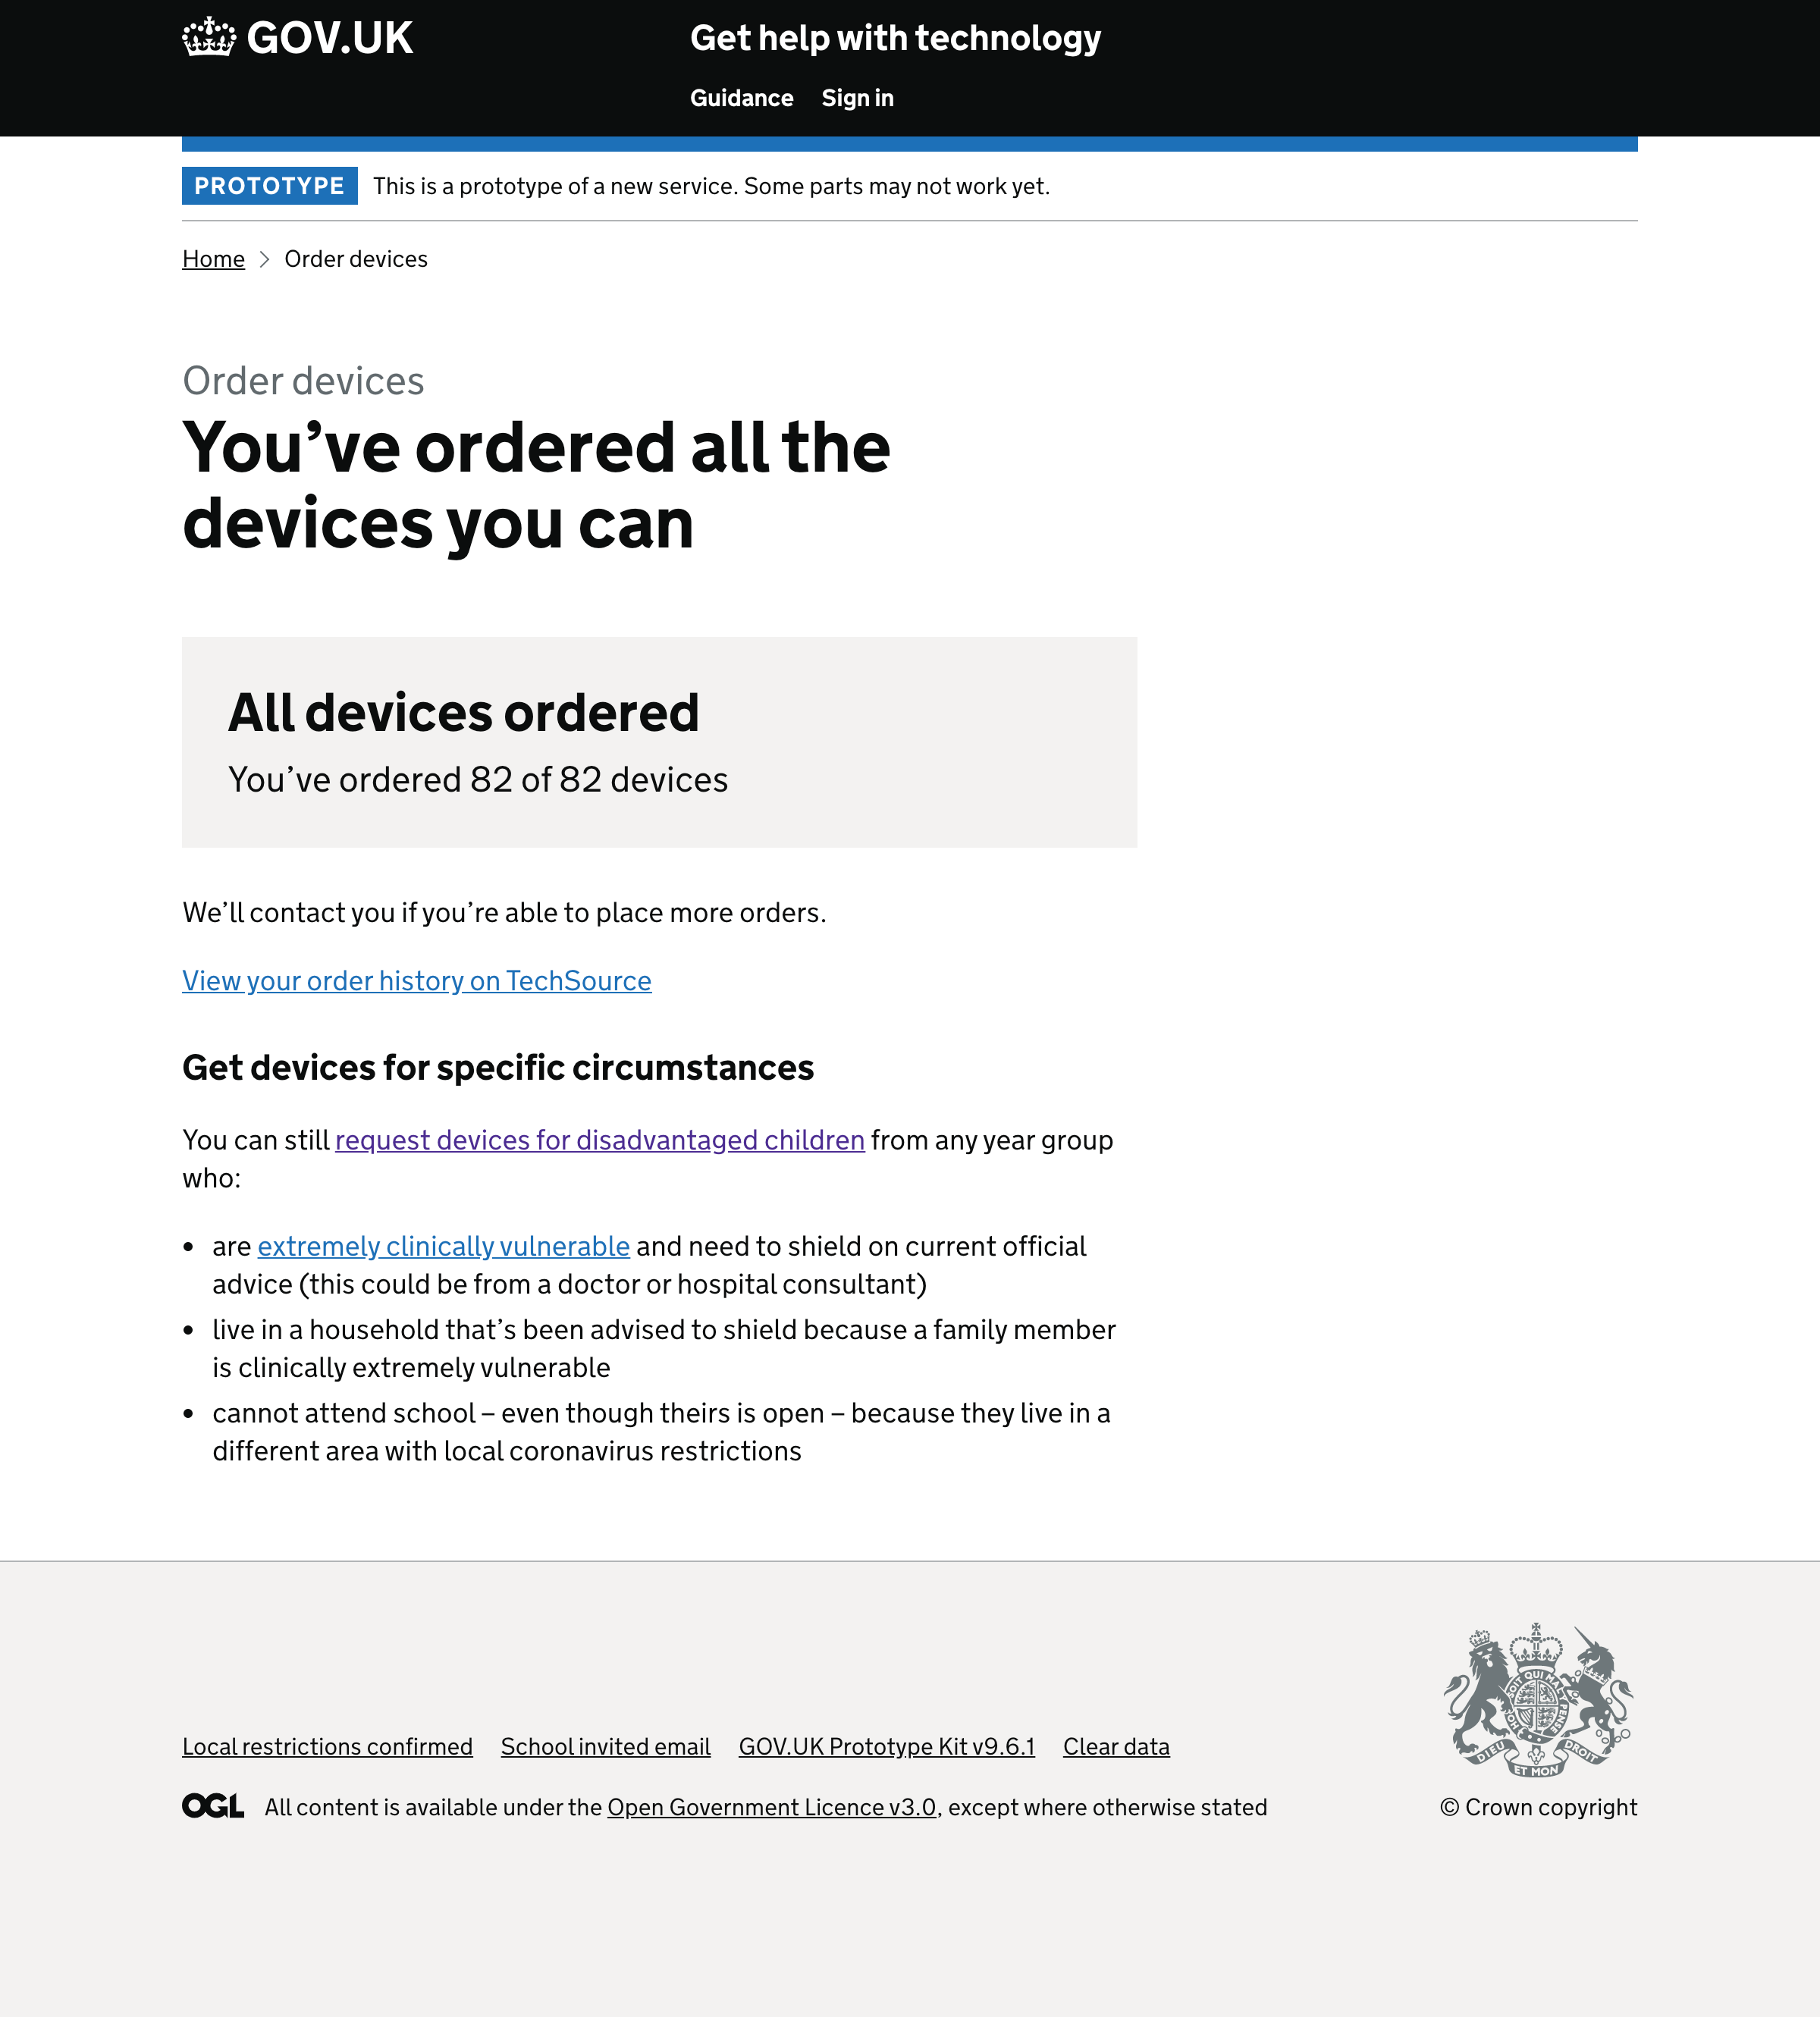 GOV.UK
Get help with technology
Guidance Sign in
PROTOTYPE This is a prototype of a new service. Some parts may not work yet.
Home Order devices
Order devices
You’ve ordered all the
devices you can
All devices ordered
You’ve ordered 82 of 82 devices
We’ll contact you if you’re able to place more orders.
View your order history on TechSource
Get devices for specific circumstances
You can still request devices for disadvantaged children from any year group
who:
• are extremely clinically vulnerable and need to shield on current official
advice (this could be from a doctor or hospital consultant)
• live in a household that’s been advised to shield because a family member
is clinically extremely vulnerable
• cannot attend school – even though theirs is open – because they live in a
different area with local coronavirus restrictions
Local restrictions confirmed School invited email GOV.UK Prototype Kit v9.6.1 Clear data
OGL All content is available under the Open Government Licence v3.0, except where otherwise stated
DIEU ET MON DROIT
© Crown copyright